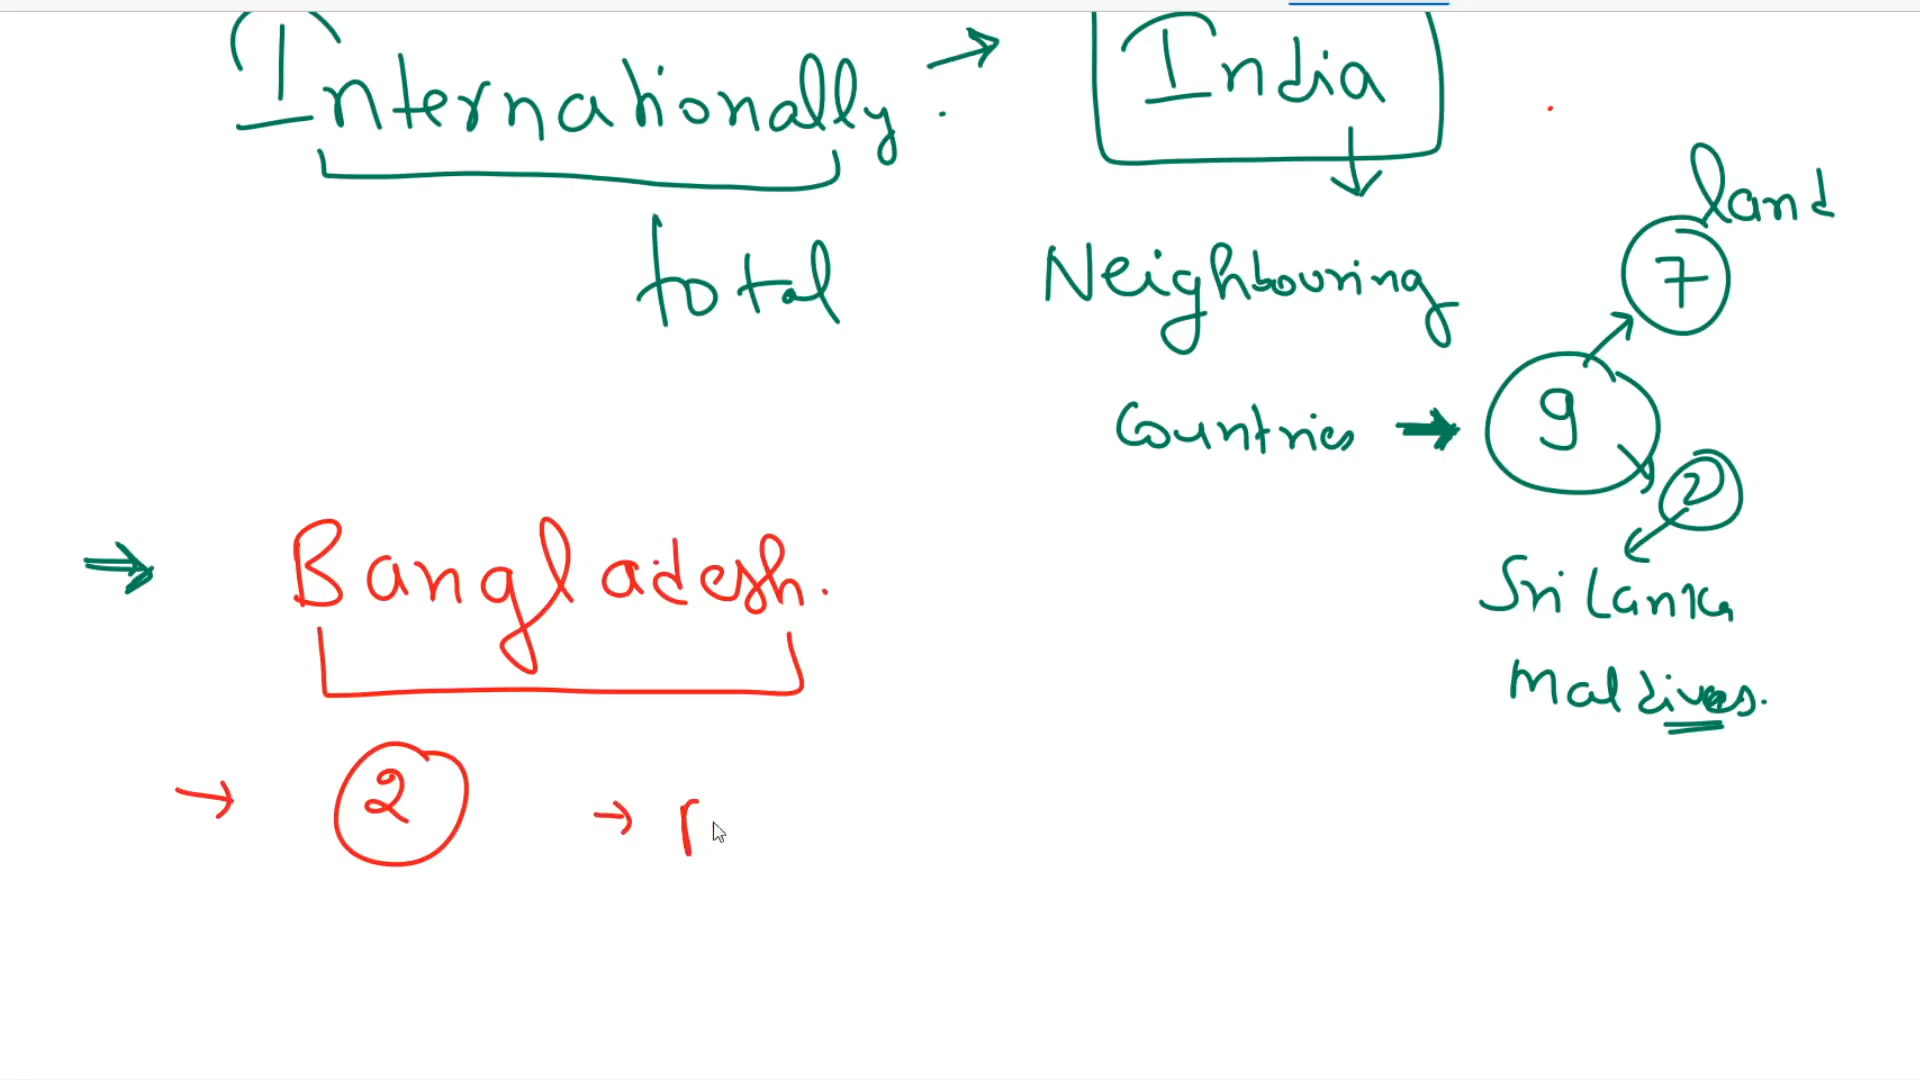 Internationally. → India
land
total
Neighbouring
7
Countries → 9
2
Sri Lanka
Maldives.
⇒ Bangladesh.
→ 2 →